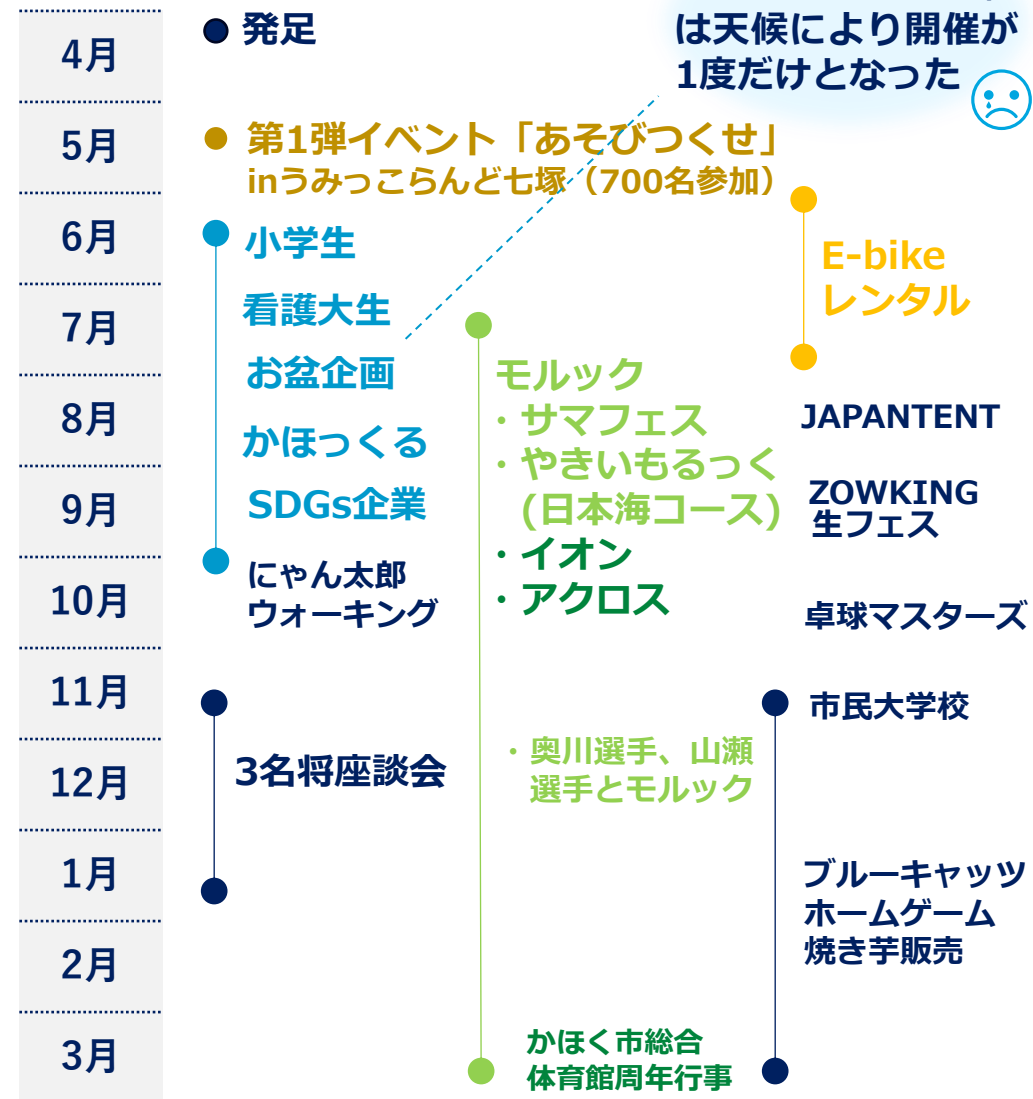 は天候により開催が
1度だけとなった
4月
発足
5月
第1弾イベント「あそびつくせ」
inうみっこらんど七塚（700名参加）
6月
小学生
E-bike
レンタル
7月
看護大生
お盆企画
モルック
・サマフェス
・やきいもるっく
(日本海コース)
・イオン
・アクロス
8月
かほっくる
JAPANTENT
9月
SDGs企業
ZOWKING
生フェス
10月
にゃん太郎
ウォーキング
卓球マスターズ
11月
市民大学校
12月
3名将座談会
・奥川選手、山瀬
選手とモルック
1月
ブルーキャッツ
ホームゲーム
焼き芋販売
2月
3月
かほく市総合
体育館周年行事